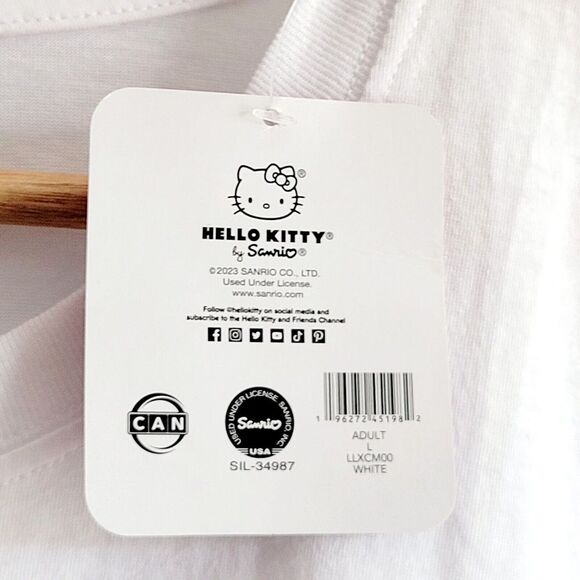 HELLO KITTY®
by Sanrio®
©2023 SANRIO CO., LTD.
Used Under License.
www.sanrio.com
Follow @hellokitty on social media and
subscribe to the Hello Kitty and Friends Channel
CAN
USED UNDER LICENSE. SANRIO, INC.
Sanrio
USA
SIL-34987
1 96272 45198 2
ADULT
L
LLXCM00
WHITE